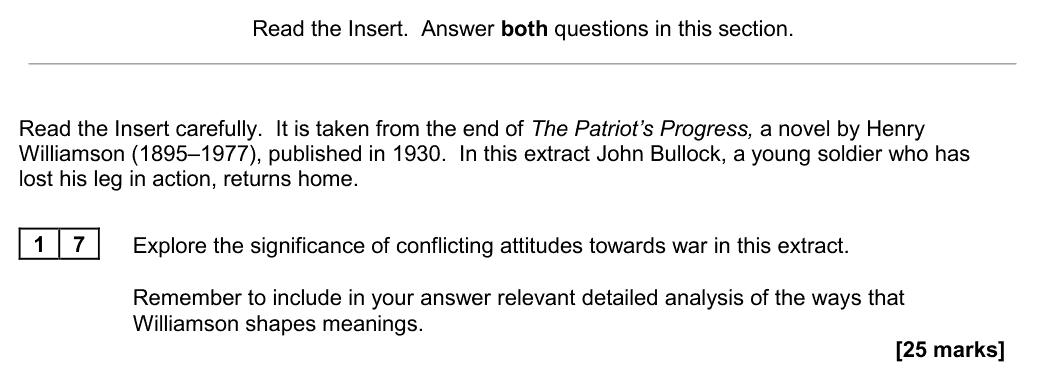 Read the Insert.  Answer both questions in this section.
Read the Insert carefully.  It is taken from the end of The Patriot's Progress, a novel by Henry
Williamson (1895–1977), published in 1930.  In this extract John Bullock, a young soldier who has
lost his leg in action, returns home.
1 7 Explore the significance of conflicting attitudes towards war in this extract.
Remember to include in your answer relevant detailed analysis of the ways that
Williamson shapes meanings.
[25 marks]